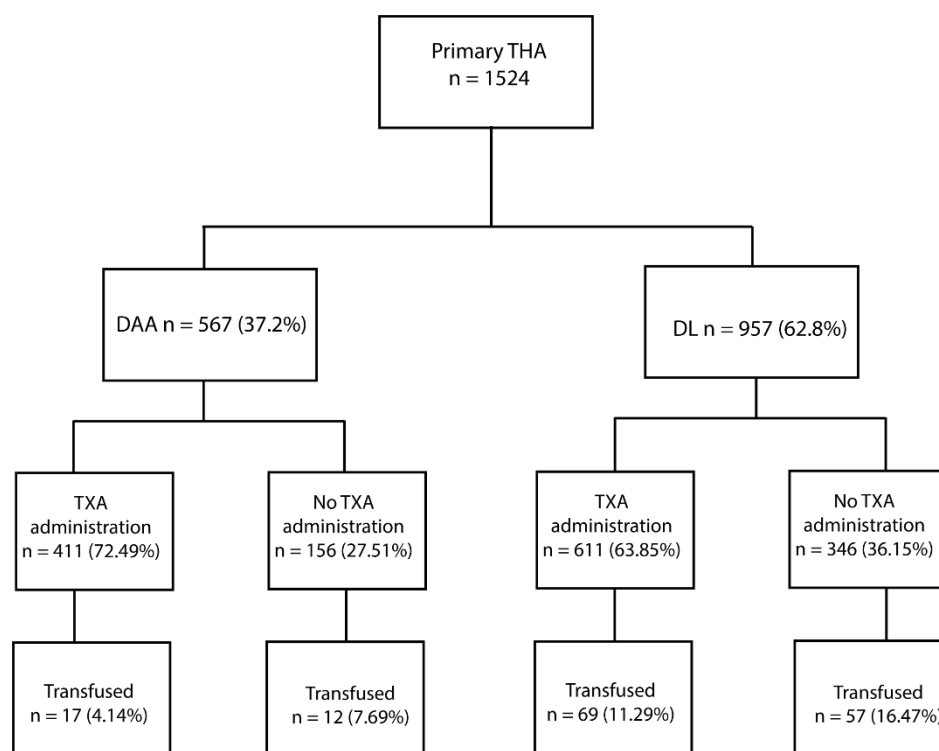 Primary THA
n = 1524
DAA n = 567 (37.2%)
DL n = 957 (62.8%)
TXA
administration
n = 411 (72.49%)
No TXA
administration
n = 156 (27.51%)
TXA
administration
n = 611 (63.85%)
No TXA
administration
n = 346 (36.15%)
Transfused
n = 17 (4.14%)
Transfused
n = 12 (7.69%)
Transfused
n = 69 (11.29%)
Transfused
n = 57 (16.47%)